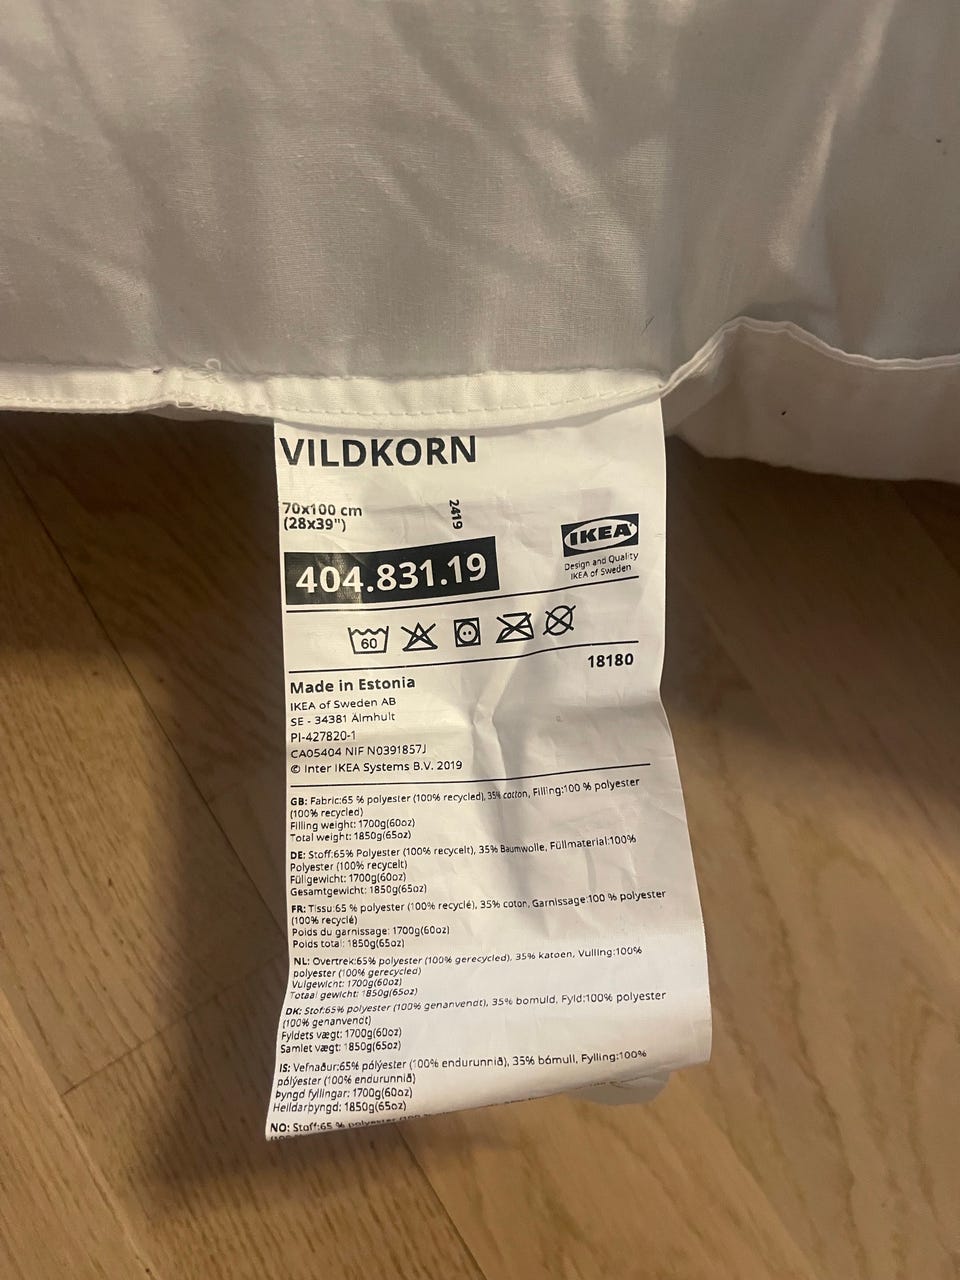 VILDKORN
70x100 cm
(28x39")
2419
404.831.19
IKEA
Design and Quality
IKEA of Sweden
60
18180
Made in Estonia
IKEA of Sweden AB
SE - 34381 Älmhult
PI-427820-1
CA05404 NIF N0391857J
© Inter IKEA Systems B.V. 2019
GB: Fabric:65 % polyester (100% recycled), 35% cotton, Filling:100 % polyester
(100% recycled)
Filling weight: 1700g(60oz)
Total weight: 1850g(65oz)
DE: Stoff:65% Polyester (100% recycelt), 35% Baumwolle, Füllmaterial:100%
Polyester (100% recycelt)
Füllgewicht: 1700g(60oz)
Gesamtgewicht: 1850g(65oz)
FR: Tissu:65 % polyester (100% recyclé), 35% coton, Garnissage:100 % polyester
(100% recyclé)
Poids du garnissage: 1700g(60oz)
Poids total: 1850g(65oz)
NL: Overtrek:65% polyester (100% gerecycled), 35% katoen, Vulling:100%
polyester (100% gerecycled)
Vulgewicht: 1700g(60oz)
Totaal gewicht: 1850g(65oz)
DK: Stof:65% polyester (100% genanvendt), 35% bomuld, Fyld:100% polyester
(100% genanvendt)
Fyldets vægt: 1700g(60oz)
Samlet vægt: 1850g(65oz)
IS: Vefnaður:65% pólýester (100% endurunnið), 35% bómull, Fylling:100%
pólýester (100% endurunnið)
Þyngd fyllingar: 1700g(60oz)
Heildarþyngd: 1850g(65oz)
NO: Stoff:65 % polyester